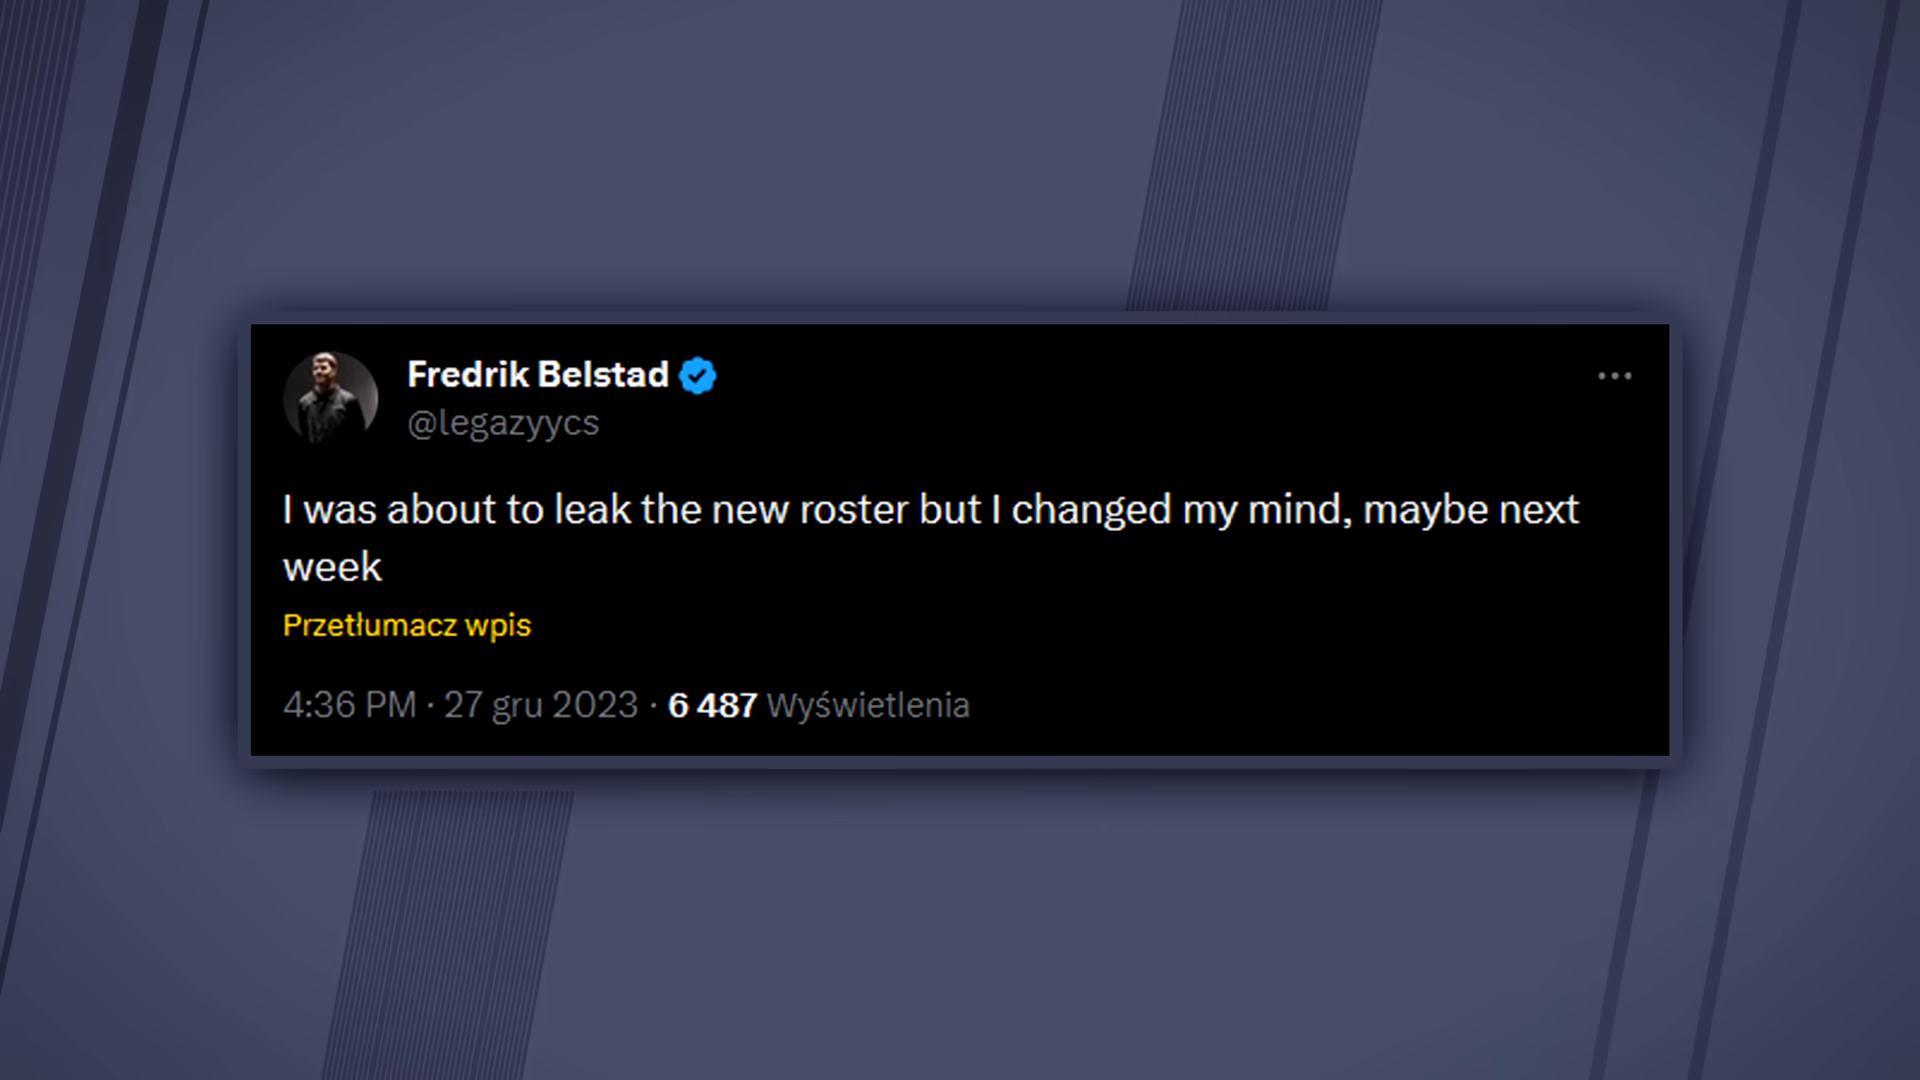 Fredrik Belstad
@legazyycs
I was about to leak the new roster but I changed my mind, maybe next
week
Przetłumacz wpis
4:36 PM · 27 gru 2023 · 6 487 Wyświetlenia